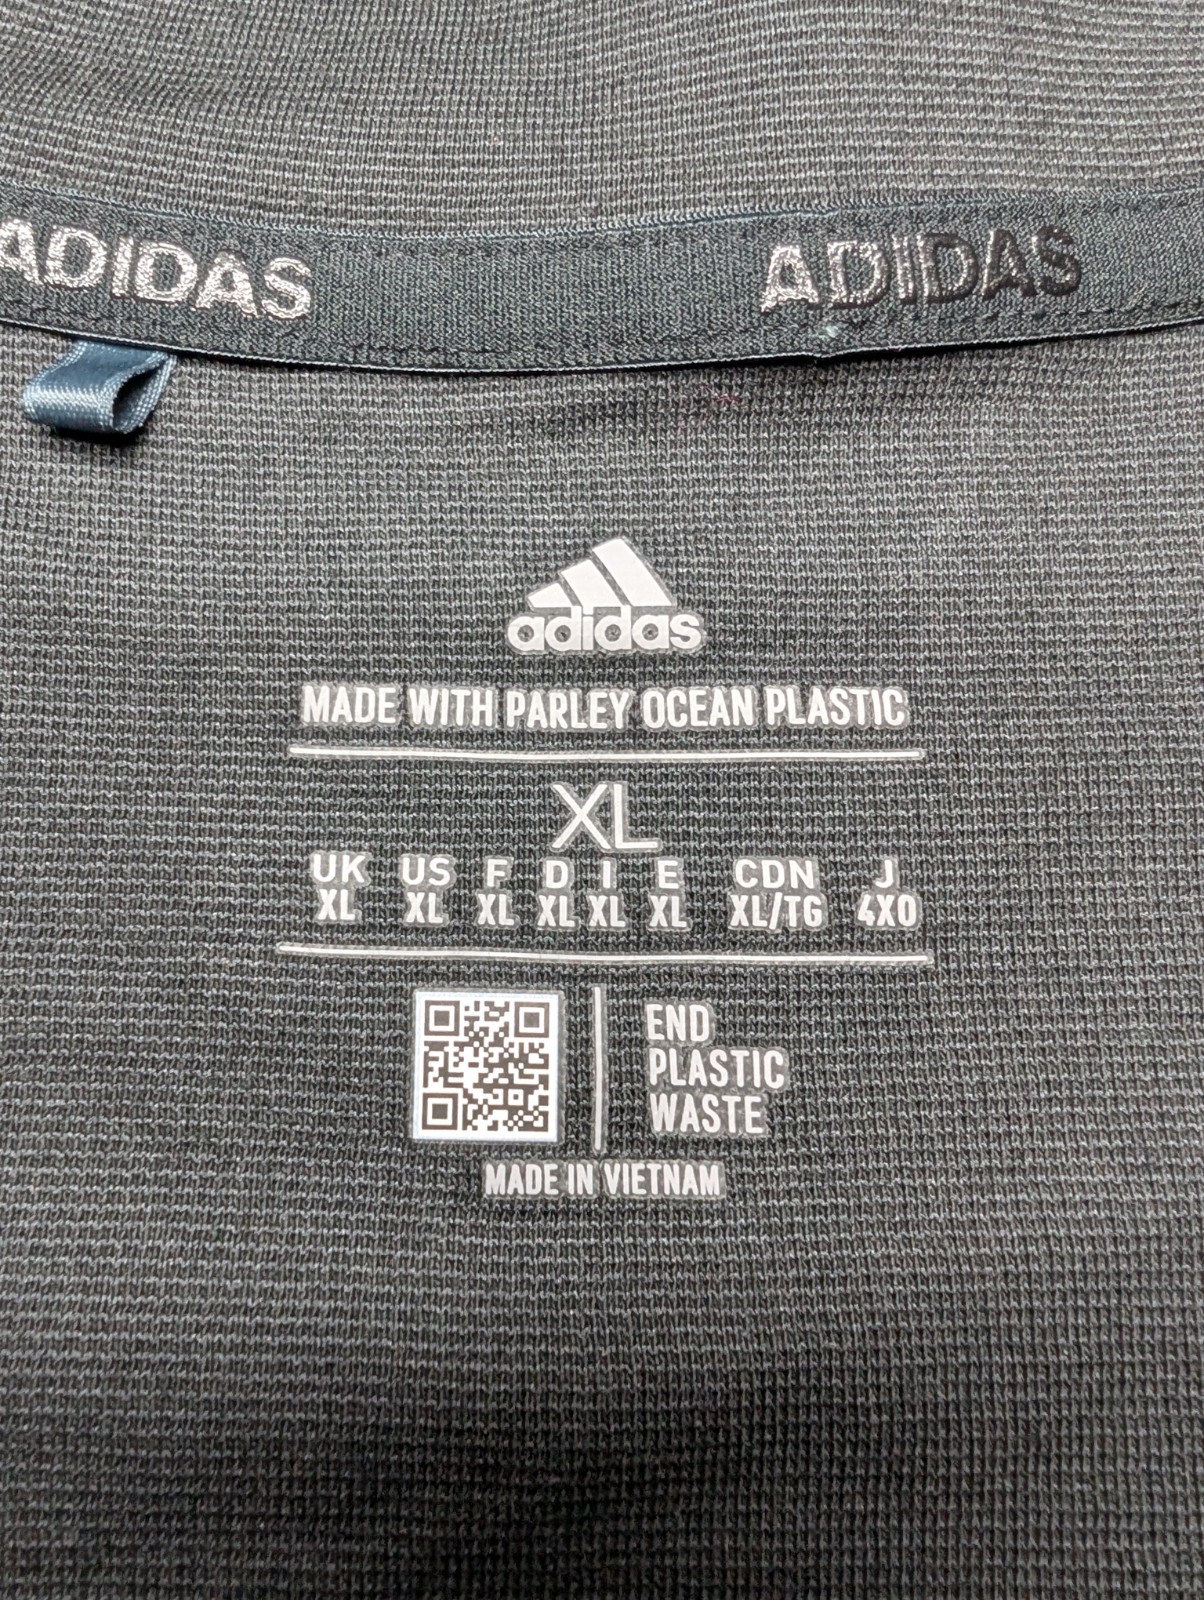 ADIDAS ADIDAS
adidas
MADE WITH PARLEY OCEAN PLASTIC
XL
UK US F D I E CDN J
XL XL XL XL XL XL XL/TG 4XO
END
PLASTIC
WASTE
MADE IN VIETNAM